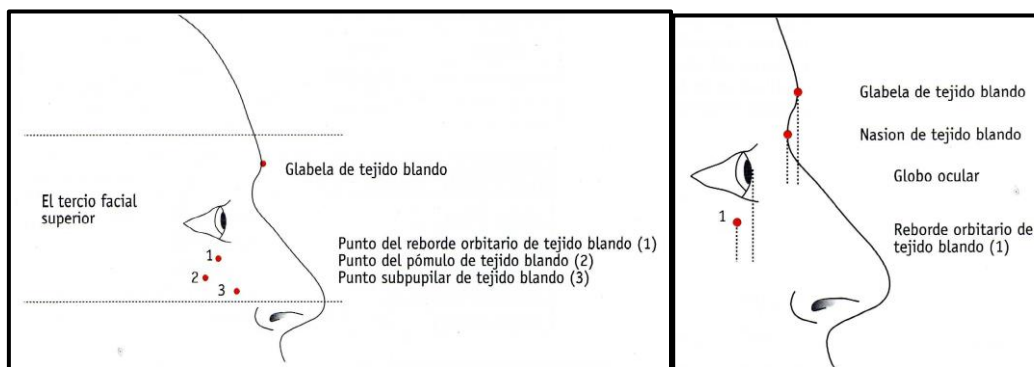 Glabela de tejido blando
El tercio facial
superior
Punto del reborde orbitario de tejido blando (1)
Punto del pómulo de tejido blando (2)
Punto subpupilar de tejido blando (3)
1
2
3
Glabela de tejido blando
Nasion de tejido blando
Globo ocular
1
Reborde orbitario de
tejido blando (1)